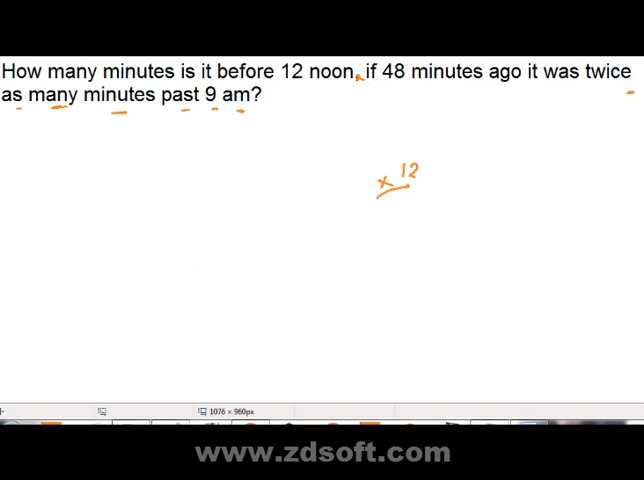 How many minutes is it before 12 noon, if 48 minutes ago it was twice
as many minutes past 9 am?
x 12
1076 × 960px
www.zdsoft.com